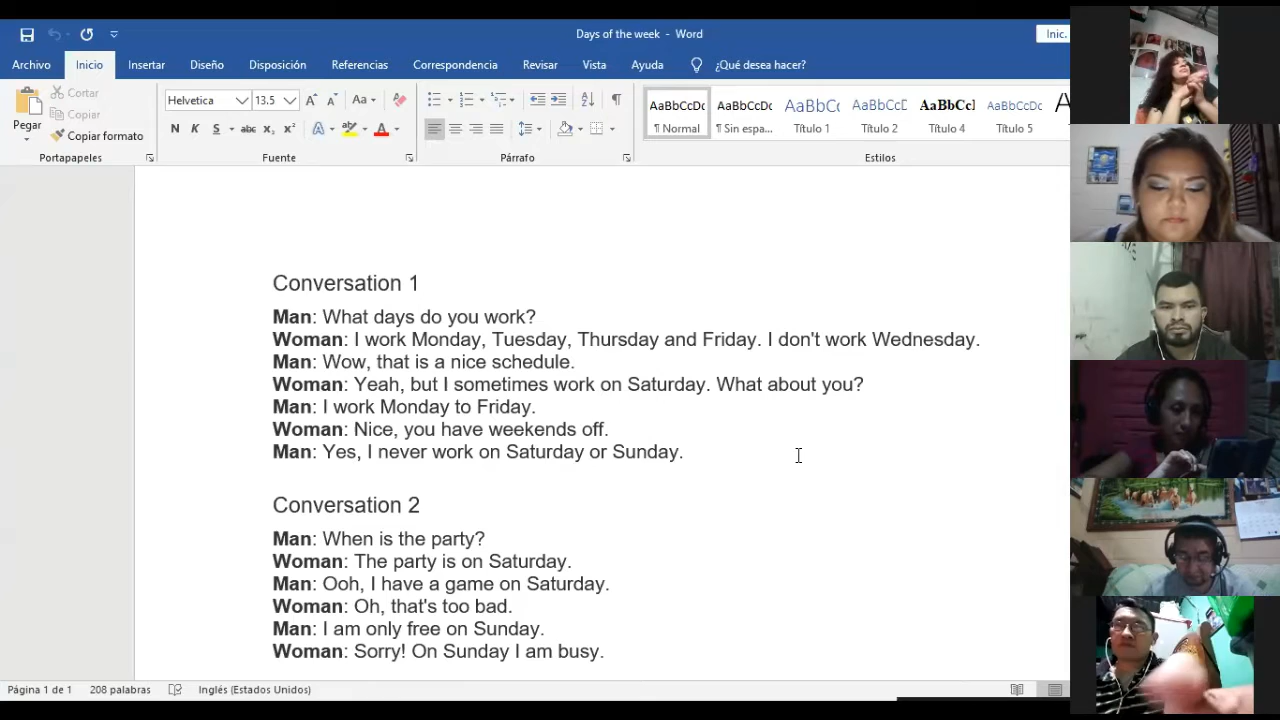 Days of the week - Word
Inic.
Archivo Inicio Insertar Diseño Disposición Referencias Correspondencia Revisar Vista Ayuda ¿Qué desea hacer?
Pegar
Cortar
Copiar
Copiar formato
Portapapeles
Helvetica 13.5
N K S abc x₂ x²
Fuente
Párrafo
AaBbCcDc AaBbCcDc AaBbC AaBbCcD AaBbCcl AaBbCcDc
¶ Normal ¶ Sin espa... Título 1 Título 2 Título 4 Título 5
Estilos
Conversation 1
Man: What days do you work?
Woman: I work Monday, Tuesday, Thursday and Friday. I don't work Wednesday.
Man: Wow, that is a nice schedule.
Woman: Yeah, but I sometimes work on Saturday. What about you?
Man: I work Monday to Friday.
Woman: Nice, you have weekends off.
Man: Yes, I never work on Saturday or Sunday.
Conversation 2
Man: When is the party?
Woman: The party is on Saturday.
Man: Ooh, I have a game on Saturday.
Woman: Oh, that's too bad.
Man: I am only free on Sunday.
Woman: Sorry! On Sunday I am busy.
Página 1 de 1 208 palabras Inglés (Estados Unidos)